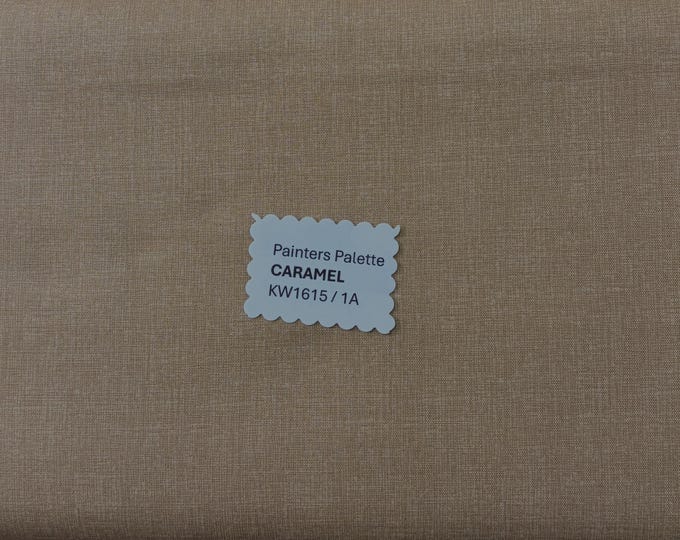 Painters Palette
CARAMEL
KW1615 / 1A